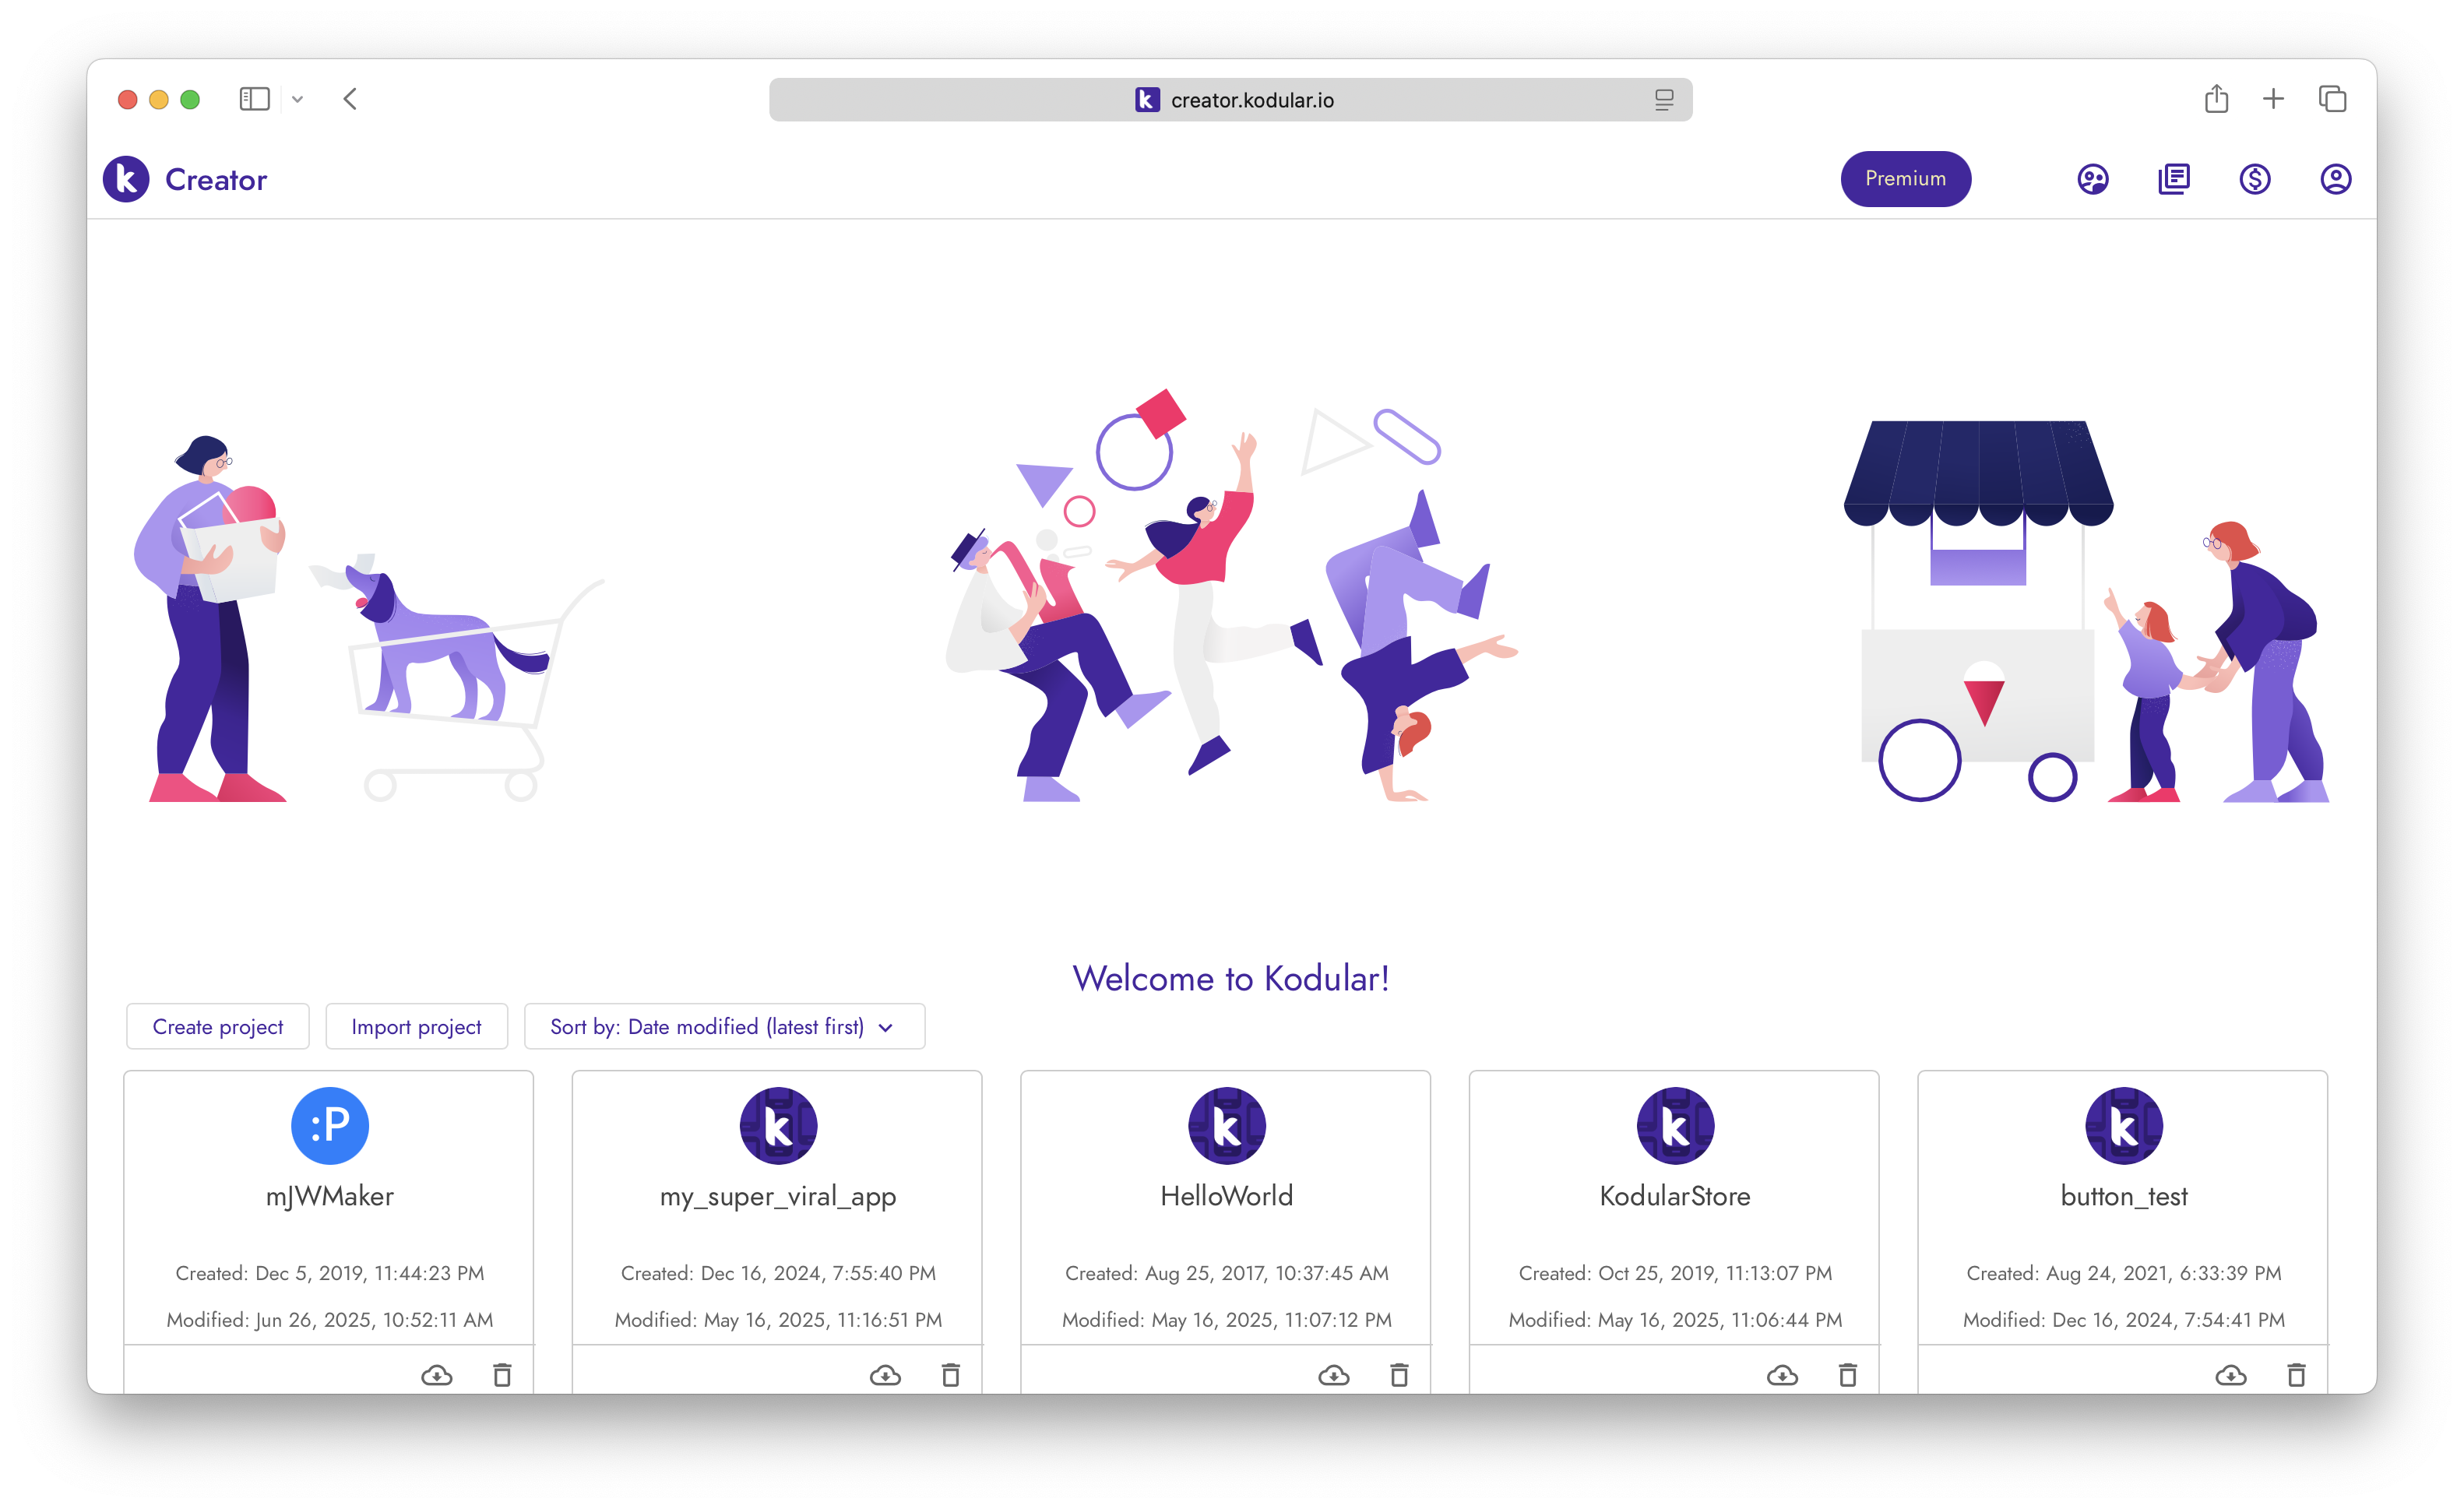 creator.kodular.io
k Creator
Premium
Welcome to Kodular!
Create project
Import project
Sort by: Date modified (latest first)
:P
mJWMaker
Created: Dec 5, 2019, 11:44:23 PM
Modified: Jun 26, 2025, 10:52:11 AM
k
my_super_viral_app
Created: Dec 16, 2024, 7:55:40 PM
Modified: May 16, 2025, 11:16:51 PM
k
HelloWorld
Created: Aug 25, 2017, 10:37:45 AM
Modified: May 16, 2025, 11:07:12 PM
k
KodularStore
Created: Oct 25, 2019, 11:13:07 PM
Modified: May 16, 2025, 11:06:44 PM
k
button_test
Created: Aug 24, 2021, 6:33:39 PM
Modified: Dec 16, 2024, 7:54:41 PM